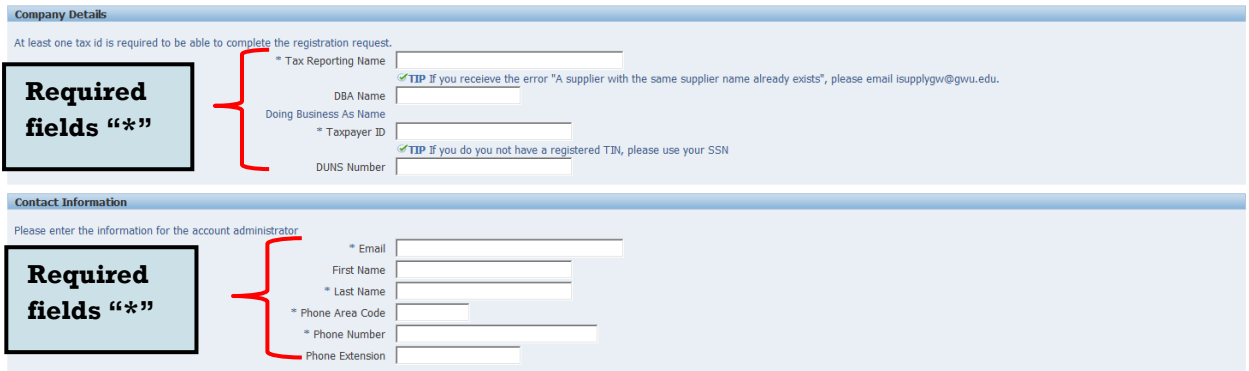 Company Details
At least one tax id is required to be able to complete the registration request.
* Tax Reporting Name
TIP If you receieve the error "A supplier with the same supplier name already exists", please email isupplygw@gwu.edu.
Required
fields “*”
DBA Name
Doing Business As Name
* Taxpayer ID
TIP If you do you not have a registered TIN, please use your SSN
DUNS Number
Contact Information
Please enter the information for the account administrator
Required
fields “*”
* Email
First Name
* Last Name
* Phone Area Code
* Phone Number
Phone Extension